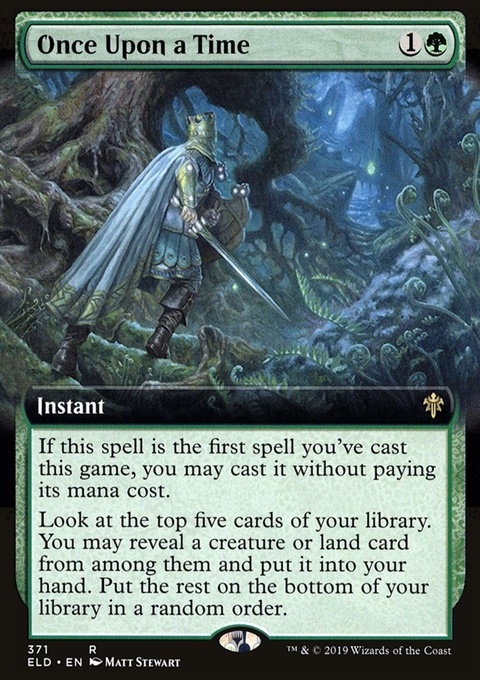 Once Upon a Time 1
Instant
If this spell is the first spell you've cast
this game, you may cast it without paying
its mana cost.
Look at the top five cards of your library.
You may reveal a creature or land card
from among them and put it into your
hand. Put the rest on the bottom of your
library in a random order.
371 R
ELD • EN Matt Stewart
™ & © 2019 Wizards of the Coast